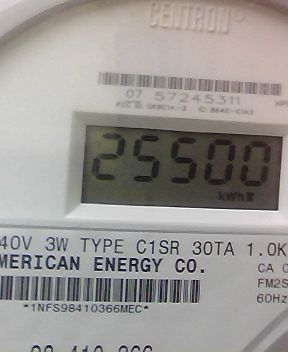 CENTRON®
07 57245311
25500
kWh
40V 3W TYPE C1SR 30TA 1.0K
MERICAN ENERGY CO.
CA 0
FM2S
60Hz
*1NFS98410366MEC*